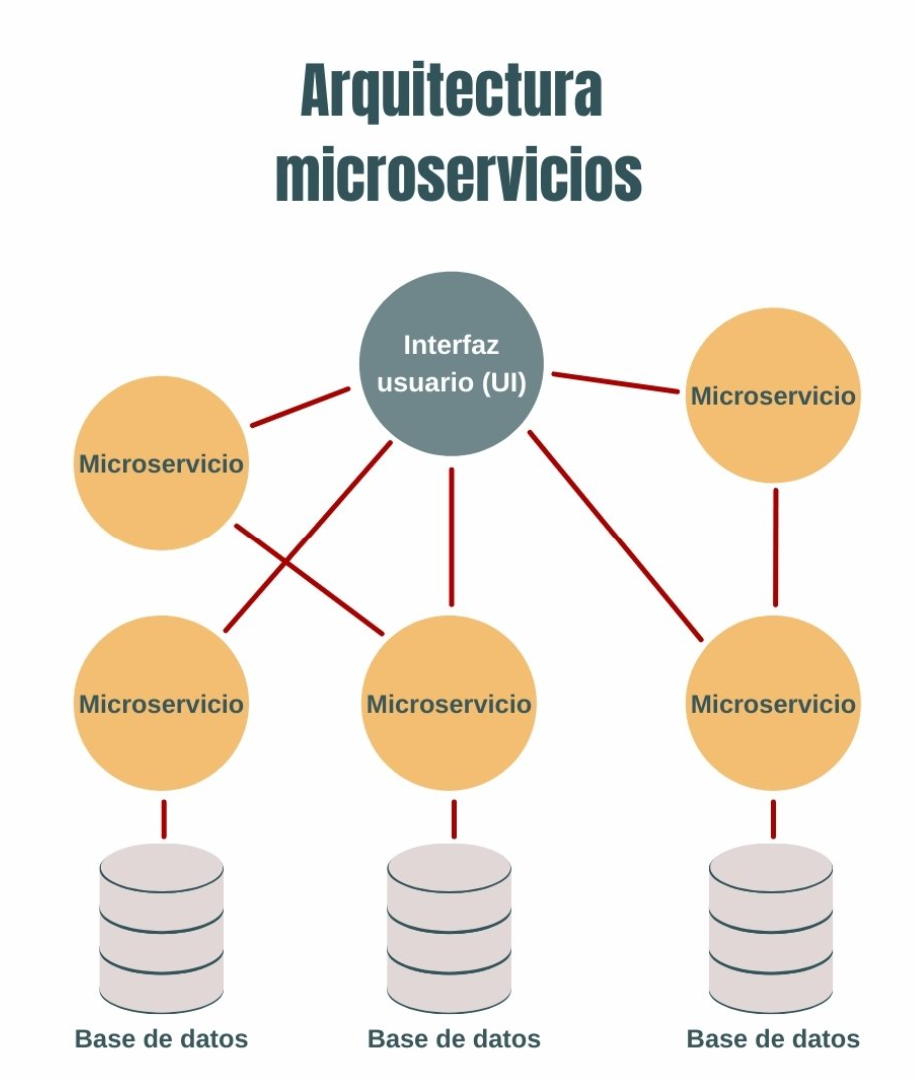 Arquitectura
microservicios
Interfaz
usuario (UI)
Microservicio
Microservicio
Microservicio
Microservicio
Microservicio
Base de datos
Base de datos
Base de datos